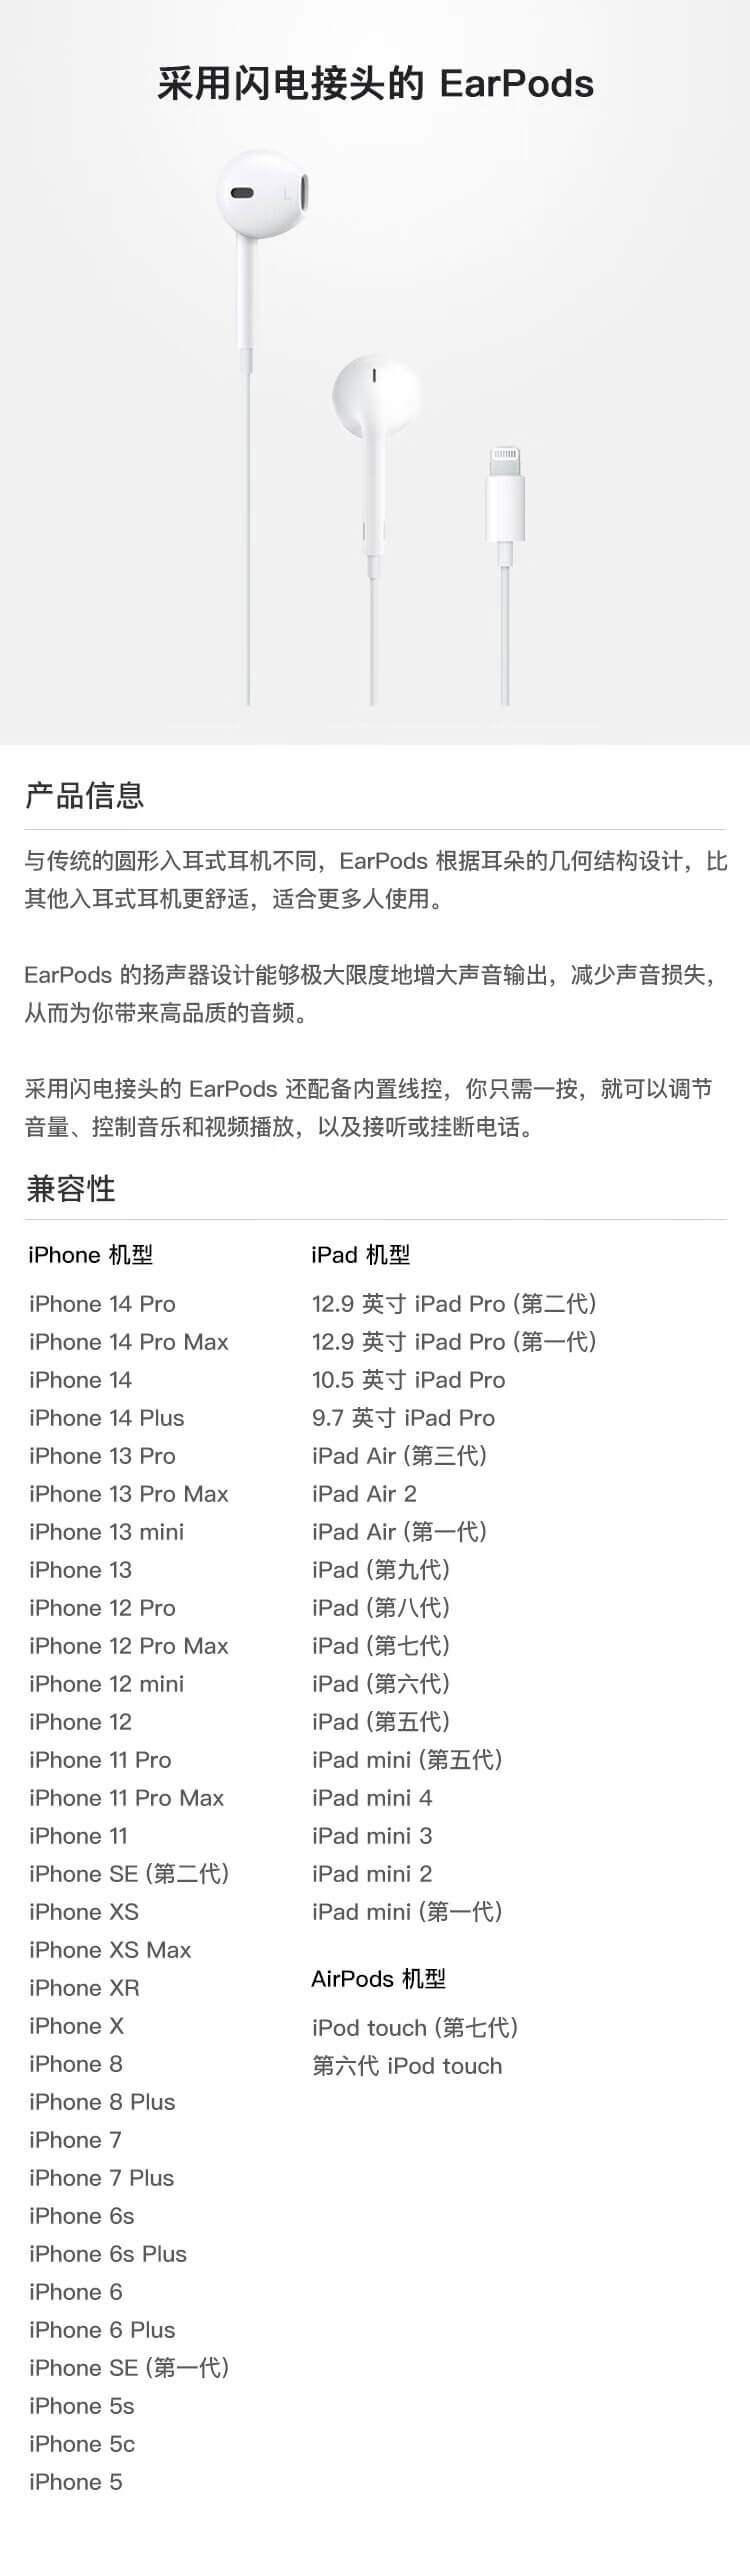 采用闪电接头的 EarPods
L
产品信息
与传统的圆形入耳式耳机不同，EarPods 根据耳朵的几何结构设计，比
其他入耳式耳机更舒适，适合更多人使用。
EarPods 的扬声器设计能够极大限度地增大声音输出，减少声音损失，
从而为你带来高品质的音频。
采用闪电接头的 EarPods 还配备内置线控，你只需一按，就可以调节
音量、控制音乐和视频播放，以及接听或挂断电话。
兼容性
iPhone 机型
iPhone 14 Pro
iPhone 14 Pro Max
iPhone 14
iPhone 14 Plus
iPhone 13 Pro
iPhone 13 Pro Max
iPhone 13 mini
iPhone 13
iPhone 12 Pro
iPhone 12 Pro Max
iPhone 12 mini
iPhone 12
iPhone 11 Pro
iPhone 11 Pro Max
iPhone 11
iPhone SE (第二代)
iPhone XS
iPhone XS Max
iPhone XR
iPhone X
iPhone 8
iPhone 8 Plus
iPhone 7
iPhone 7 Plus
iPhone 6s
iPhone 6s Plus
iPhone 6
iPhone 6 Plus
iPhone SE (第一代)
iPhone 5s
iPhone 5c
iPhone 5
iPad 机型
12.9 英寸 iPad Pro (第二代)
12.9 英寸 iPad Pro (第一代)
10.5 英寸 iPad Pro
9.7 英寸 iPad Pro
iPad Air (第三代)
iPad Air 2
iPad Air (第一代)
iPad (第九代)
iPad (第八代)
iPad (第七代)
iPad (第六代)
iPad (第五代)
iPad mini (第五代)
iPad mini 4
iPad mini 3
iPad mini 2
iPad mini (第一代)
AirPods 机型
iPod touch (第七代)
第六代 iPod touch